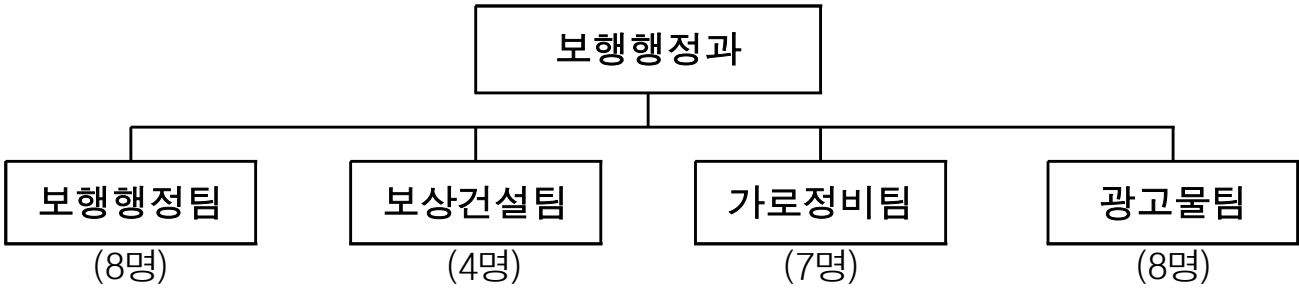 보행행정과
보행행정팀 보상건설팀 가로정비팀 광고물팀
(8명) (4명) (7명) (8명)